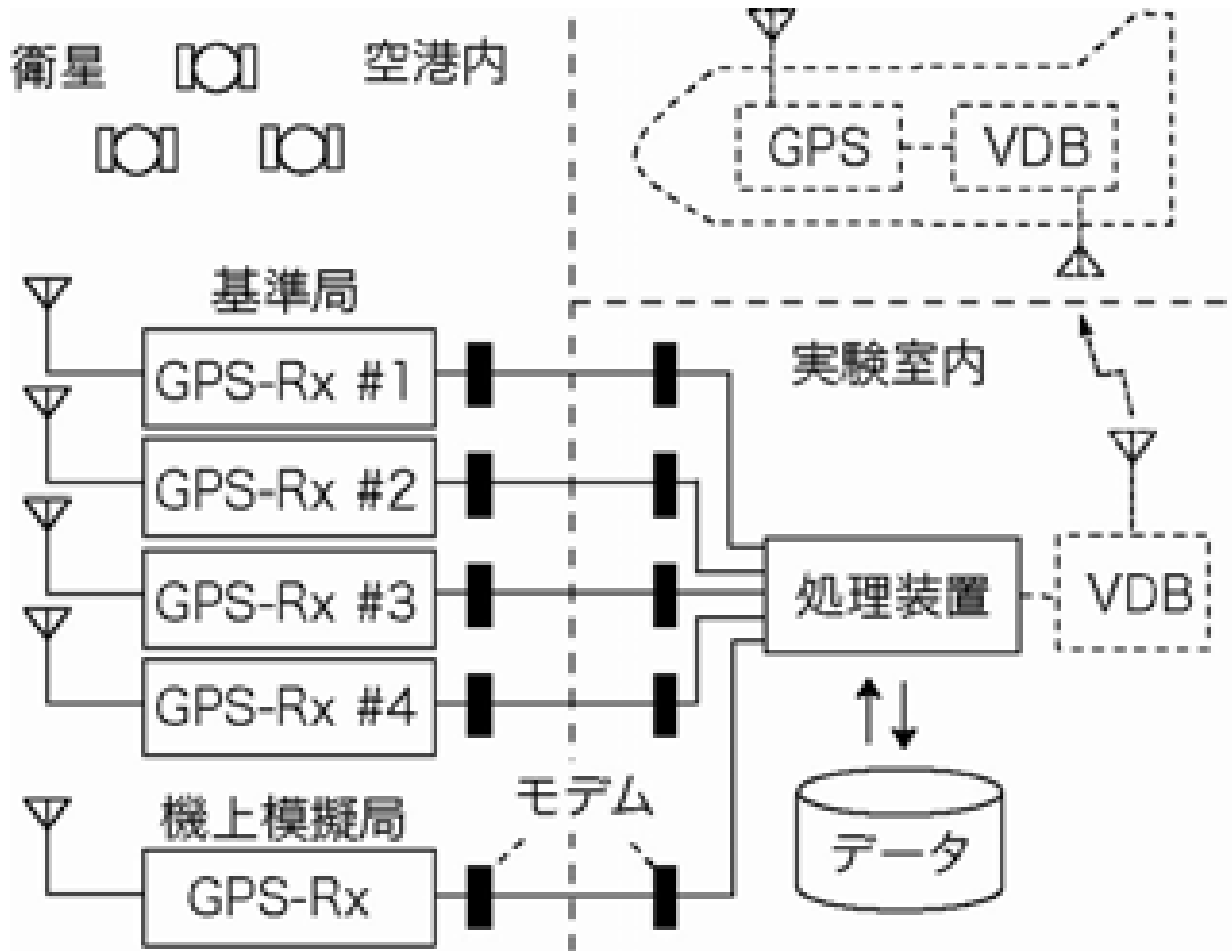 衛星
空港内
GPS
VDB
基準局
GPS-Rx #1
GPS-Rx #2
GPS-Rx #3
GPS-Rx #4
機上模擬局
GPS-Rx
モデム
実験室内
処理装置
VDB
データ